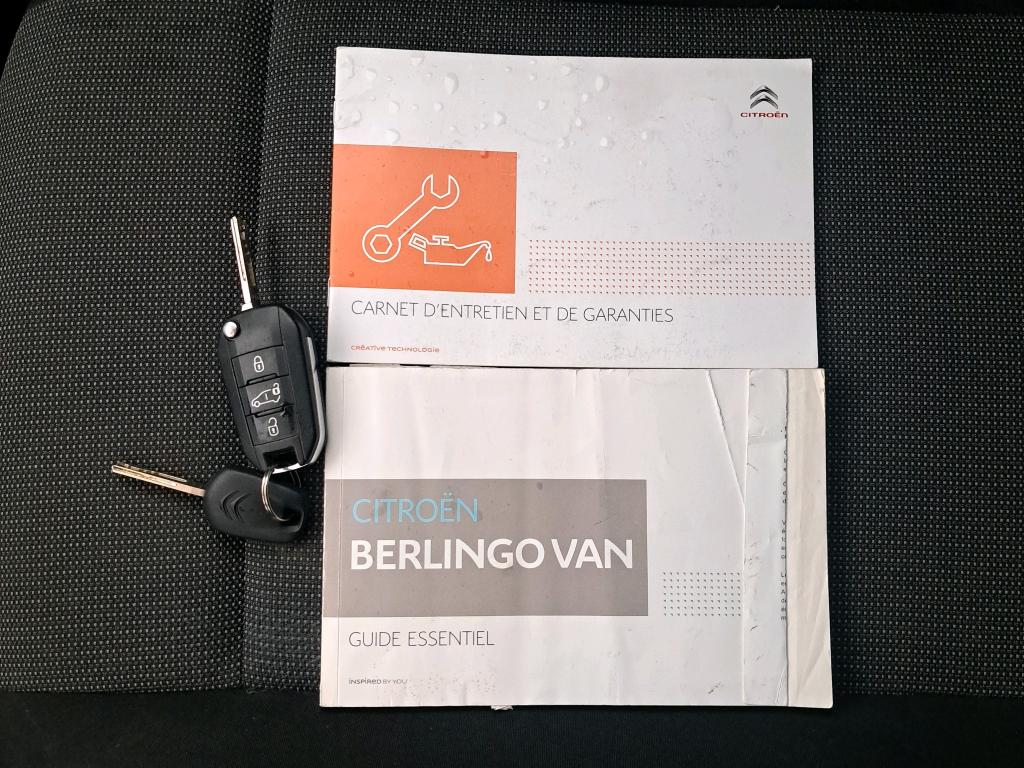 CITROËN
CARNET D'ENTRETIEN ET DE GARANTIES
CRÉATIVE TECHNOLOGIE
CITROËN
BERLINGO VAN
GUIDE ESSENTIEL
INSPIRED BY YOU